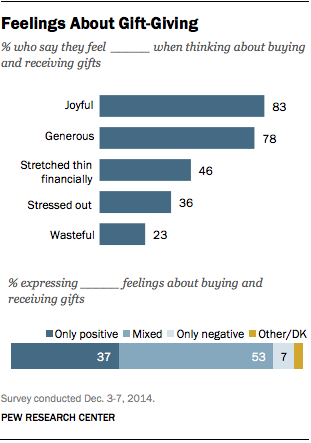 Feelings About Gift-Giving
% who say they feel _____ when thinking about buying
and receiving gifts
Joyful 83
Generous 78
Stretched thin
financially 46
Stressed out 36
Wasteful 23
% expressing _____ feelings about buying and
receiving gifts
Only positive Mixed Only negative Other/DK
37 53 7
Survey conducted Dec. 3-7, 2014.
PEW RESEARCH CENTER